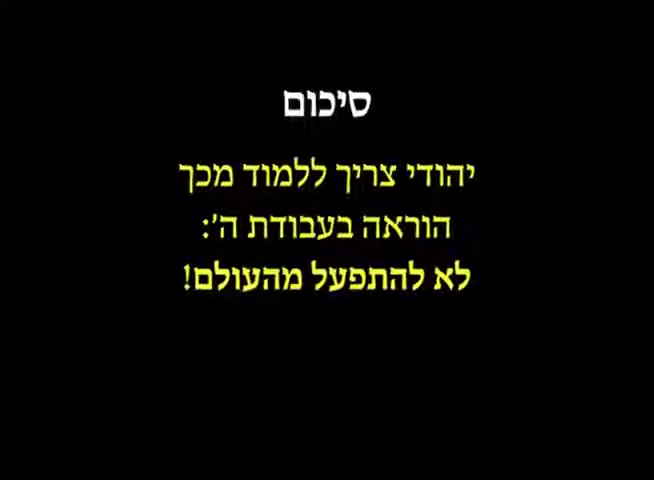 סיכום
יהודי צריך ללמוד מכך
הוראה בעבודת ה':
לא להתפעל מהעולם!